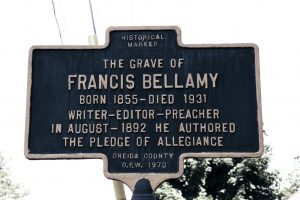 HISTORICAL
MARKER
THE GRAVE OF
FRANCIS BELLAMY
BORN 1855–DIED 1931
WRITER–EDITOR–PREACHER
IN AUGUST–1892 HE AUTHORED
THE PLEDGE OF ALLEGIANCE
ONEIDA COUNTY
D.P.W. 1970